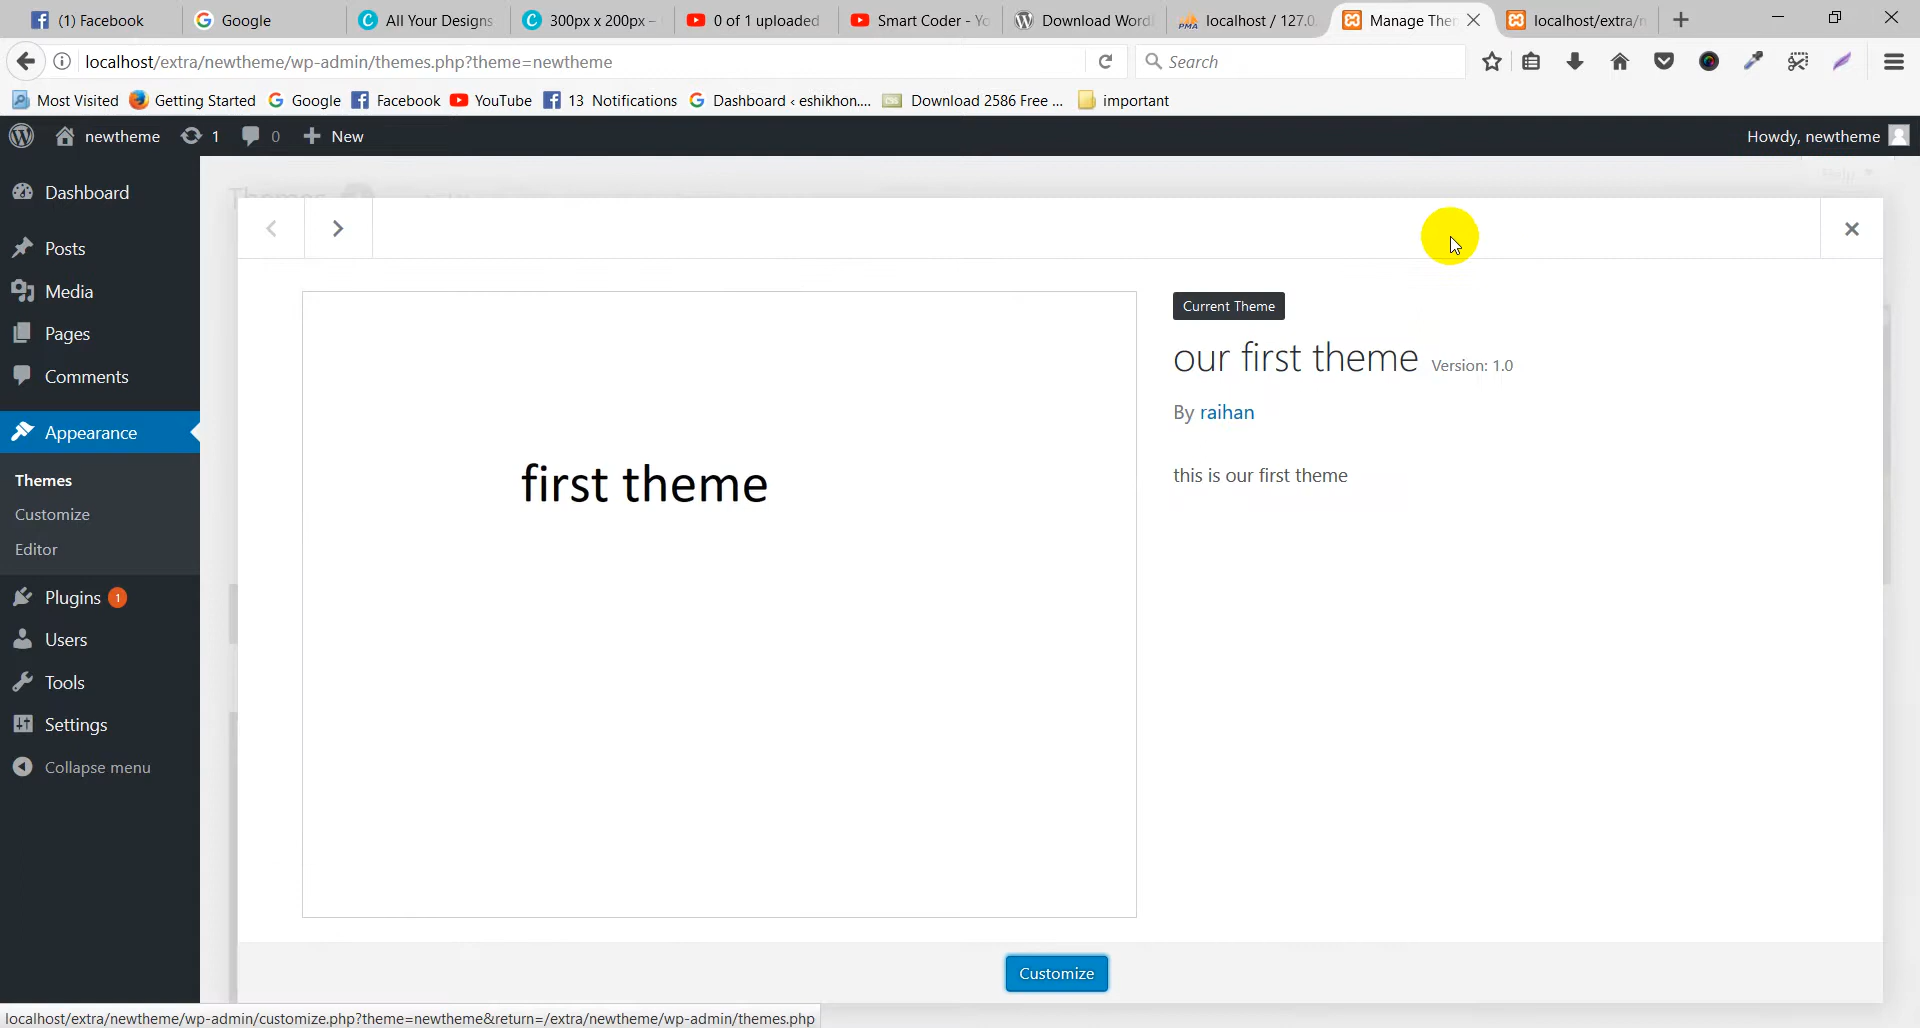 (1) Facebook
Google
All Your Designs
300px x 200px –
0 of 1 uploaded
Smart Coder - Yo
Download Word
localhost / 127.0.
Manage Ther
localhost/extra/n
localhost/extra/newtheme/wp-admin/themes.php?theme=newtheme
Search
Most Visited
Getting Started
Google
Facebook
YouTube
13 Notifications
Dashboard ‹ eshikhon....
Download 2586 Free ...
important
newtheme
1
0
New
Howdy, newtheme
Dashboard
Posts
Media
Pages
Comments
Appearance
Themes
Customize
Editor
Plugins 1
Users
Tools
Settings
Collapse menu
Themes
Help
first theme
Current Theme
our first theme Version: 1.0
By raihan
this is our first theme
Customize
localhost/extra/newtheme/wp-admin/customize.php?theme=newtheme&return=/extra/newtheme/wp-admin/themes.php